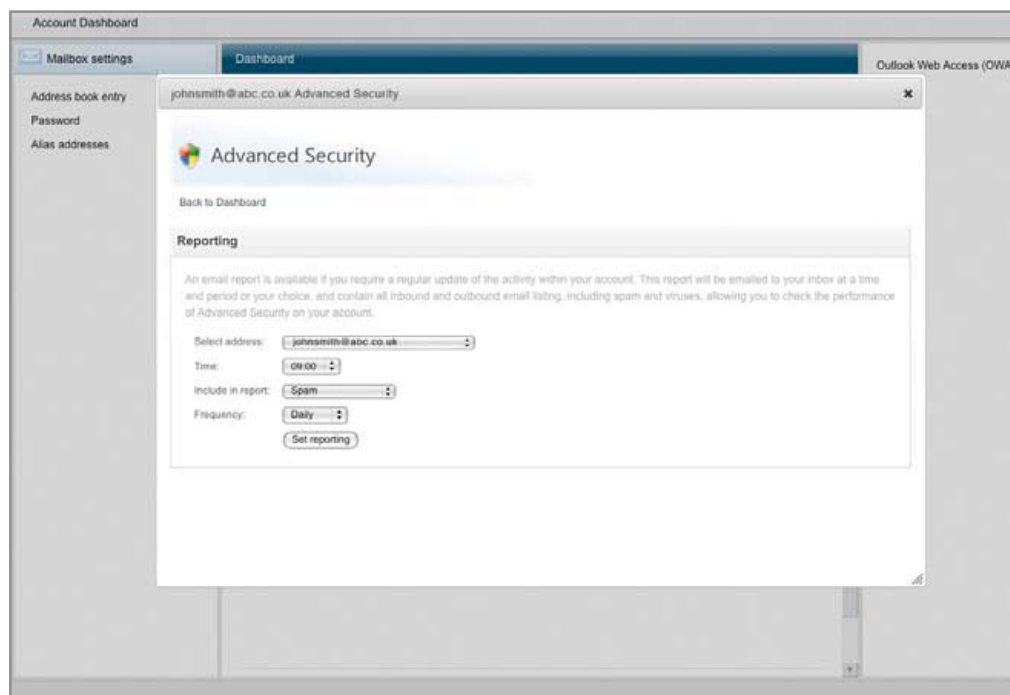 Account Dashboard
Mailbox settings
Dashboard
Outlook Web Access (OWA
Address book entry
Password
Alias addresses
johnsmith@abc.co.uk Advanced Security
Advanced Security
Back to Dashboard
Reporting
An email report is available if you require a regular update of the activity within your account. This report will be emailed to your inbox at a time
and period or your choice, and contain all inbound and outbound email listing, including spam and viruses, allowing you to check the performance
of Advanced Security on your account.
Select address: johnsmith@abc.co.uk
Time: 09:00
Include in report: Spam
Frequency: Daily
Set reporting